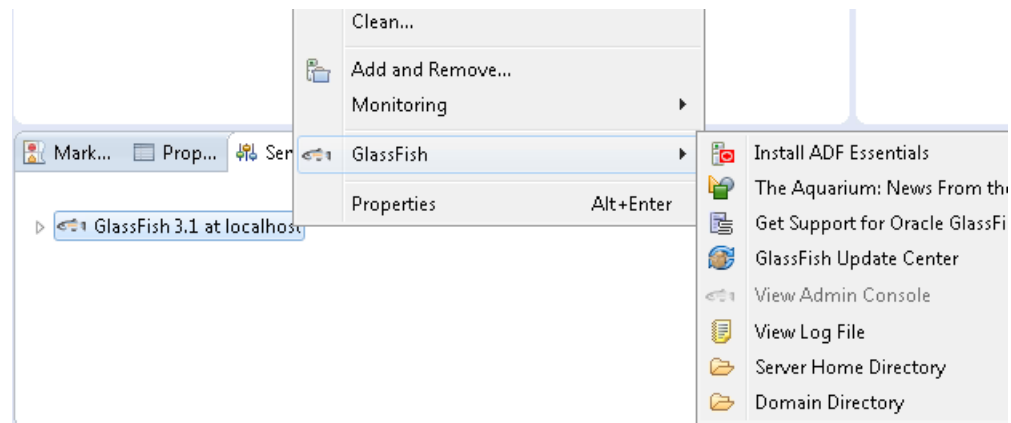 Clean...
Add and Remove...
Monitoring
Mark... Prop... Ser
GlassFish
Properties Alt+Enter
GlassFish 3.1 at localhost
Install ADF Essentials
The Aquarium: News From the
Get Support for Oracle GlassFi
GlassFish Update Center
View Admin Console
View Log File
Server Home Directory
Domain Directory